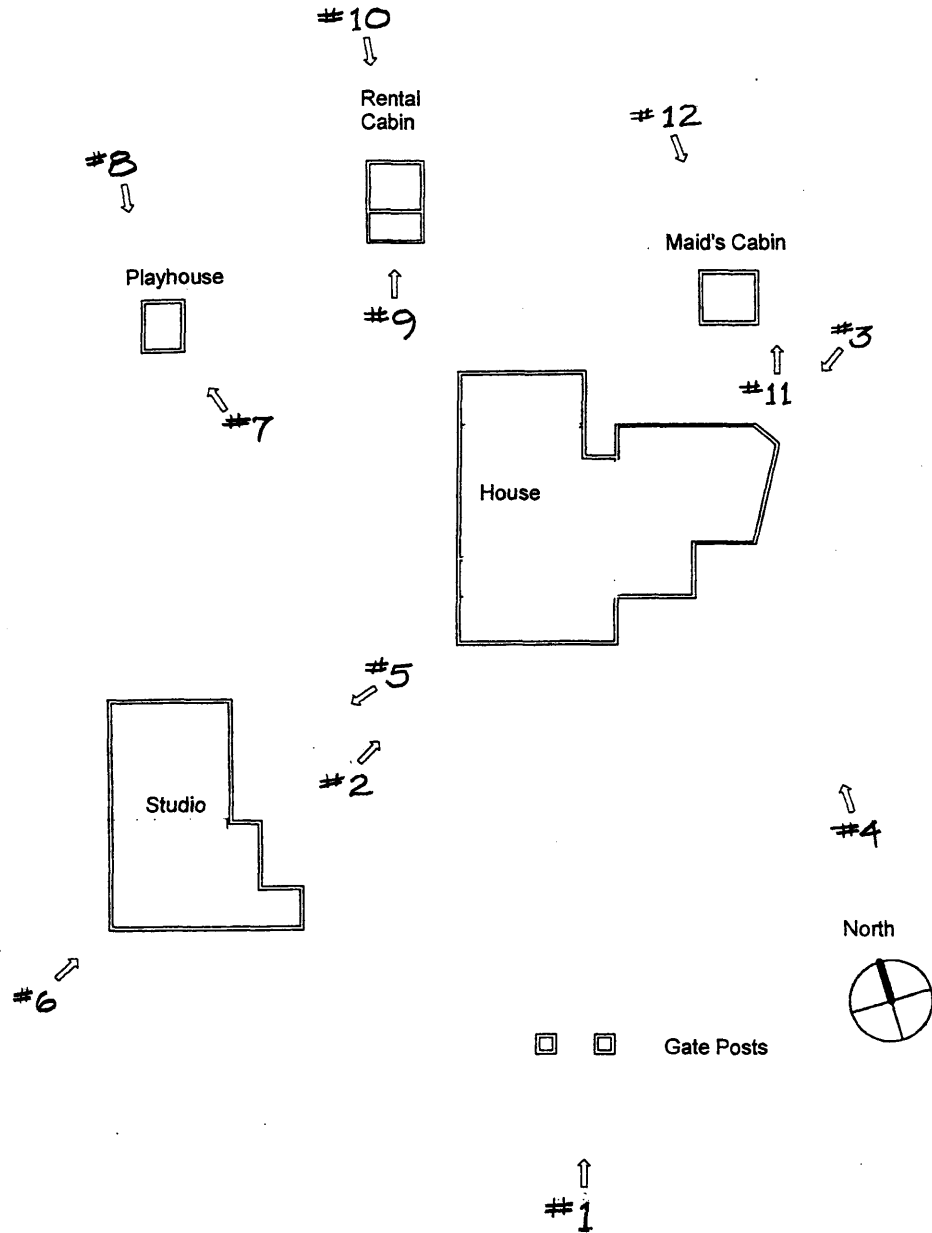 #10
Rental
Cabin
#12
#8
Maid's Cabin
Playhouse
#9
#3
#11
#7
House
#5
#2
Studio
#4
North
#6
Gate Posts
#1